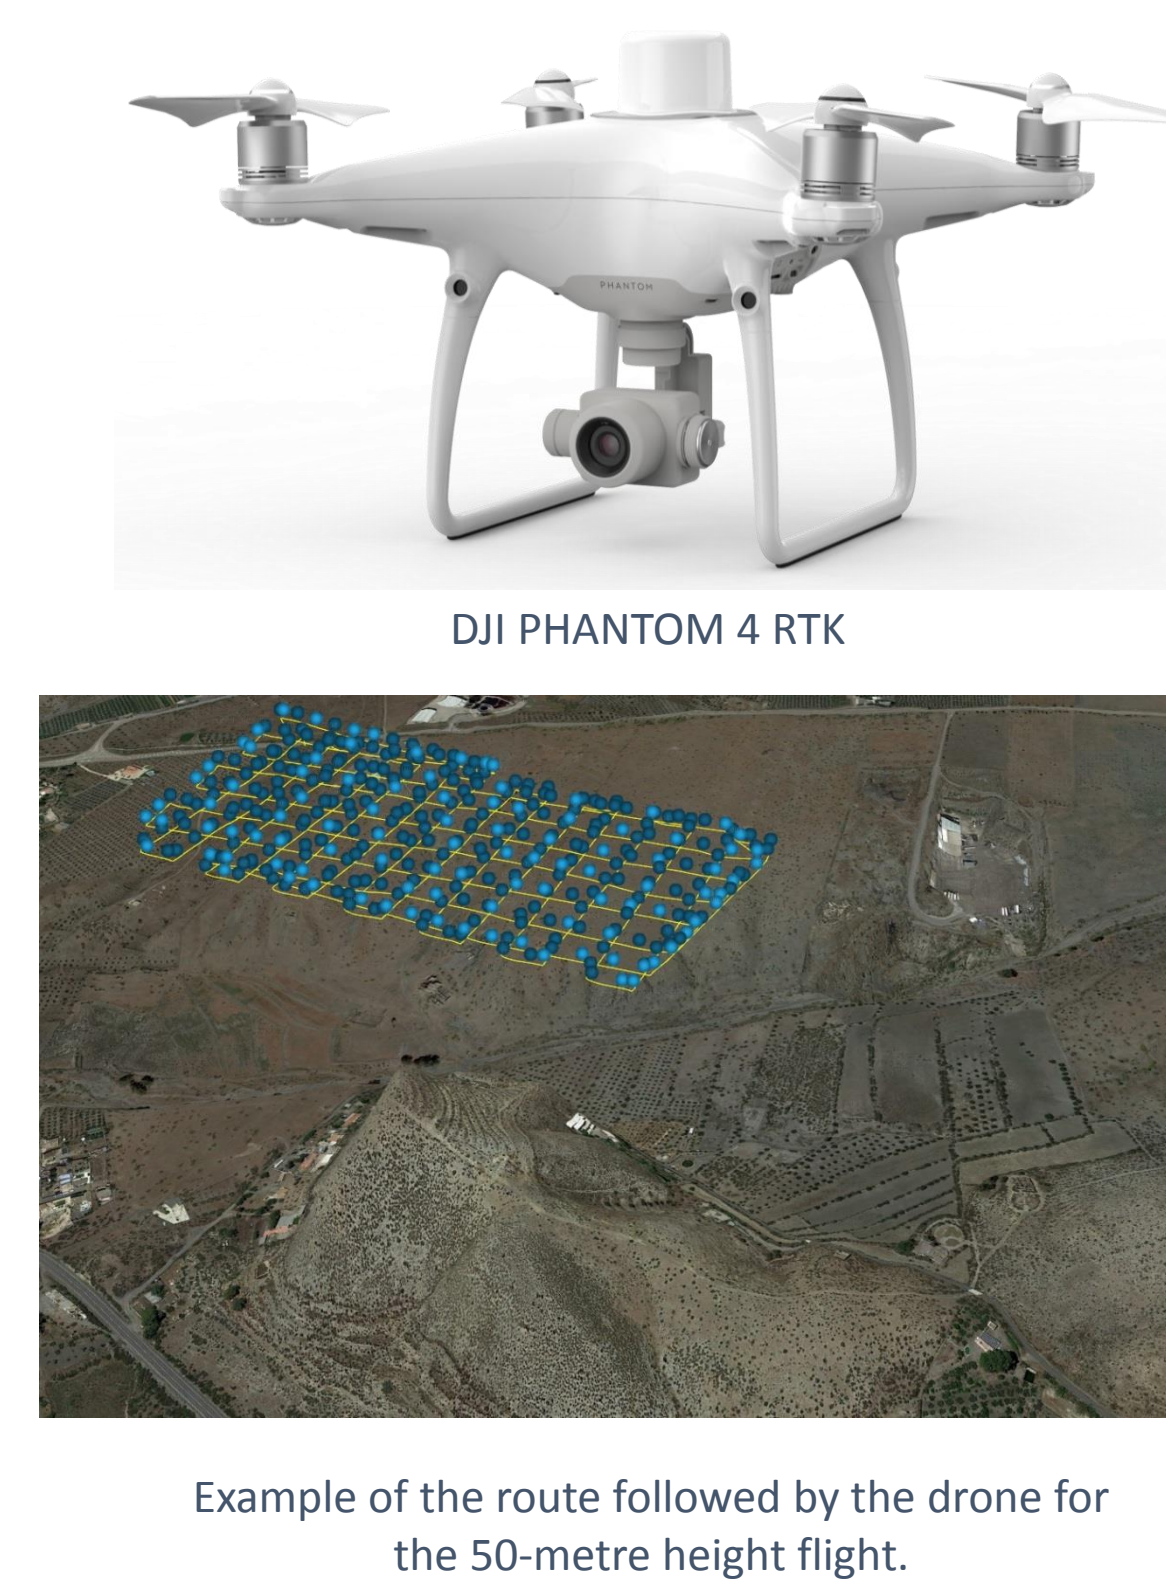 PHANTOM
DJI PHANTOM 4 RTK
Example of the route followed by the drone for
the 50-metre height flight.